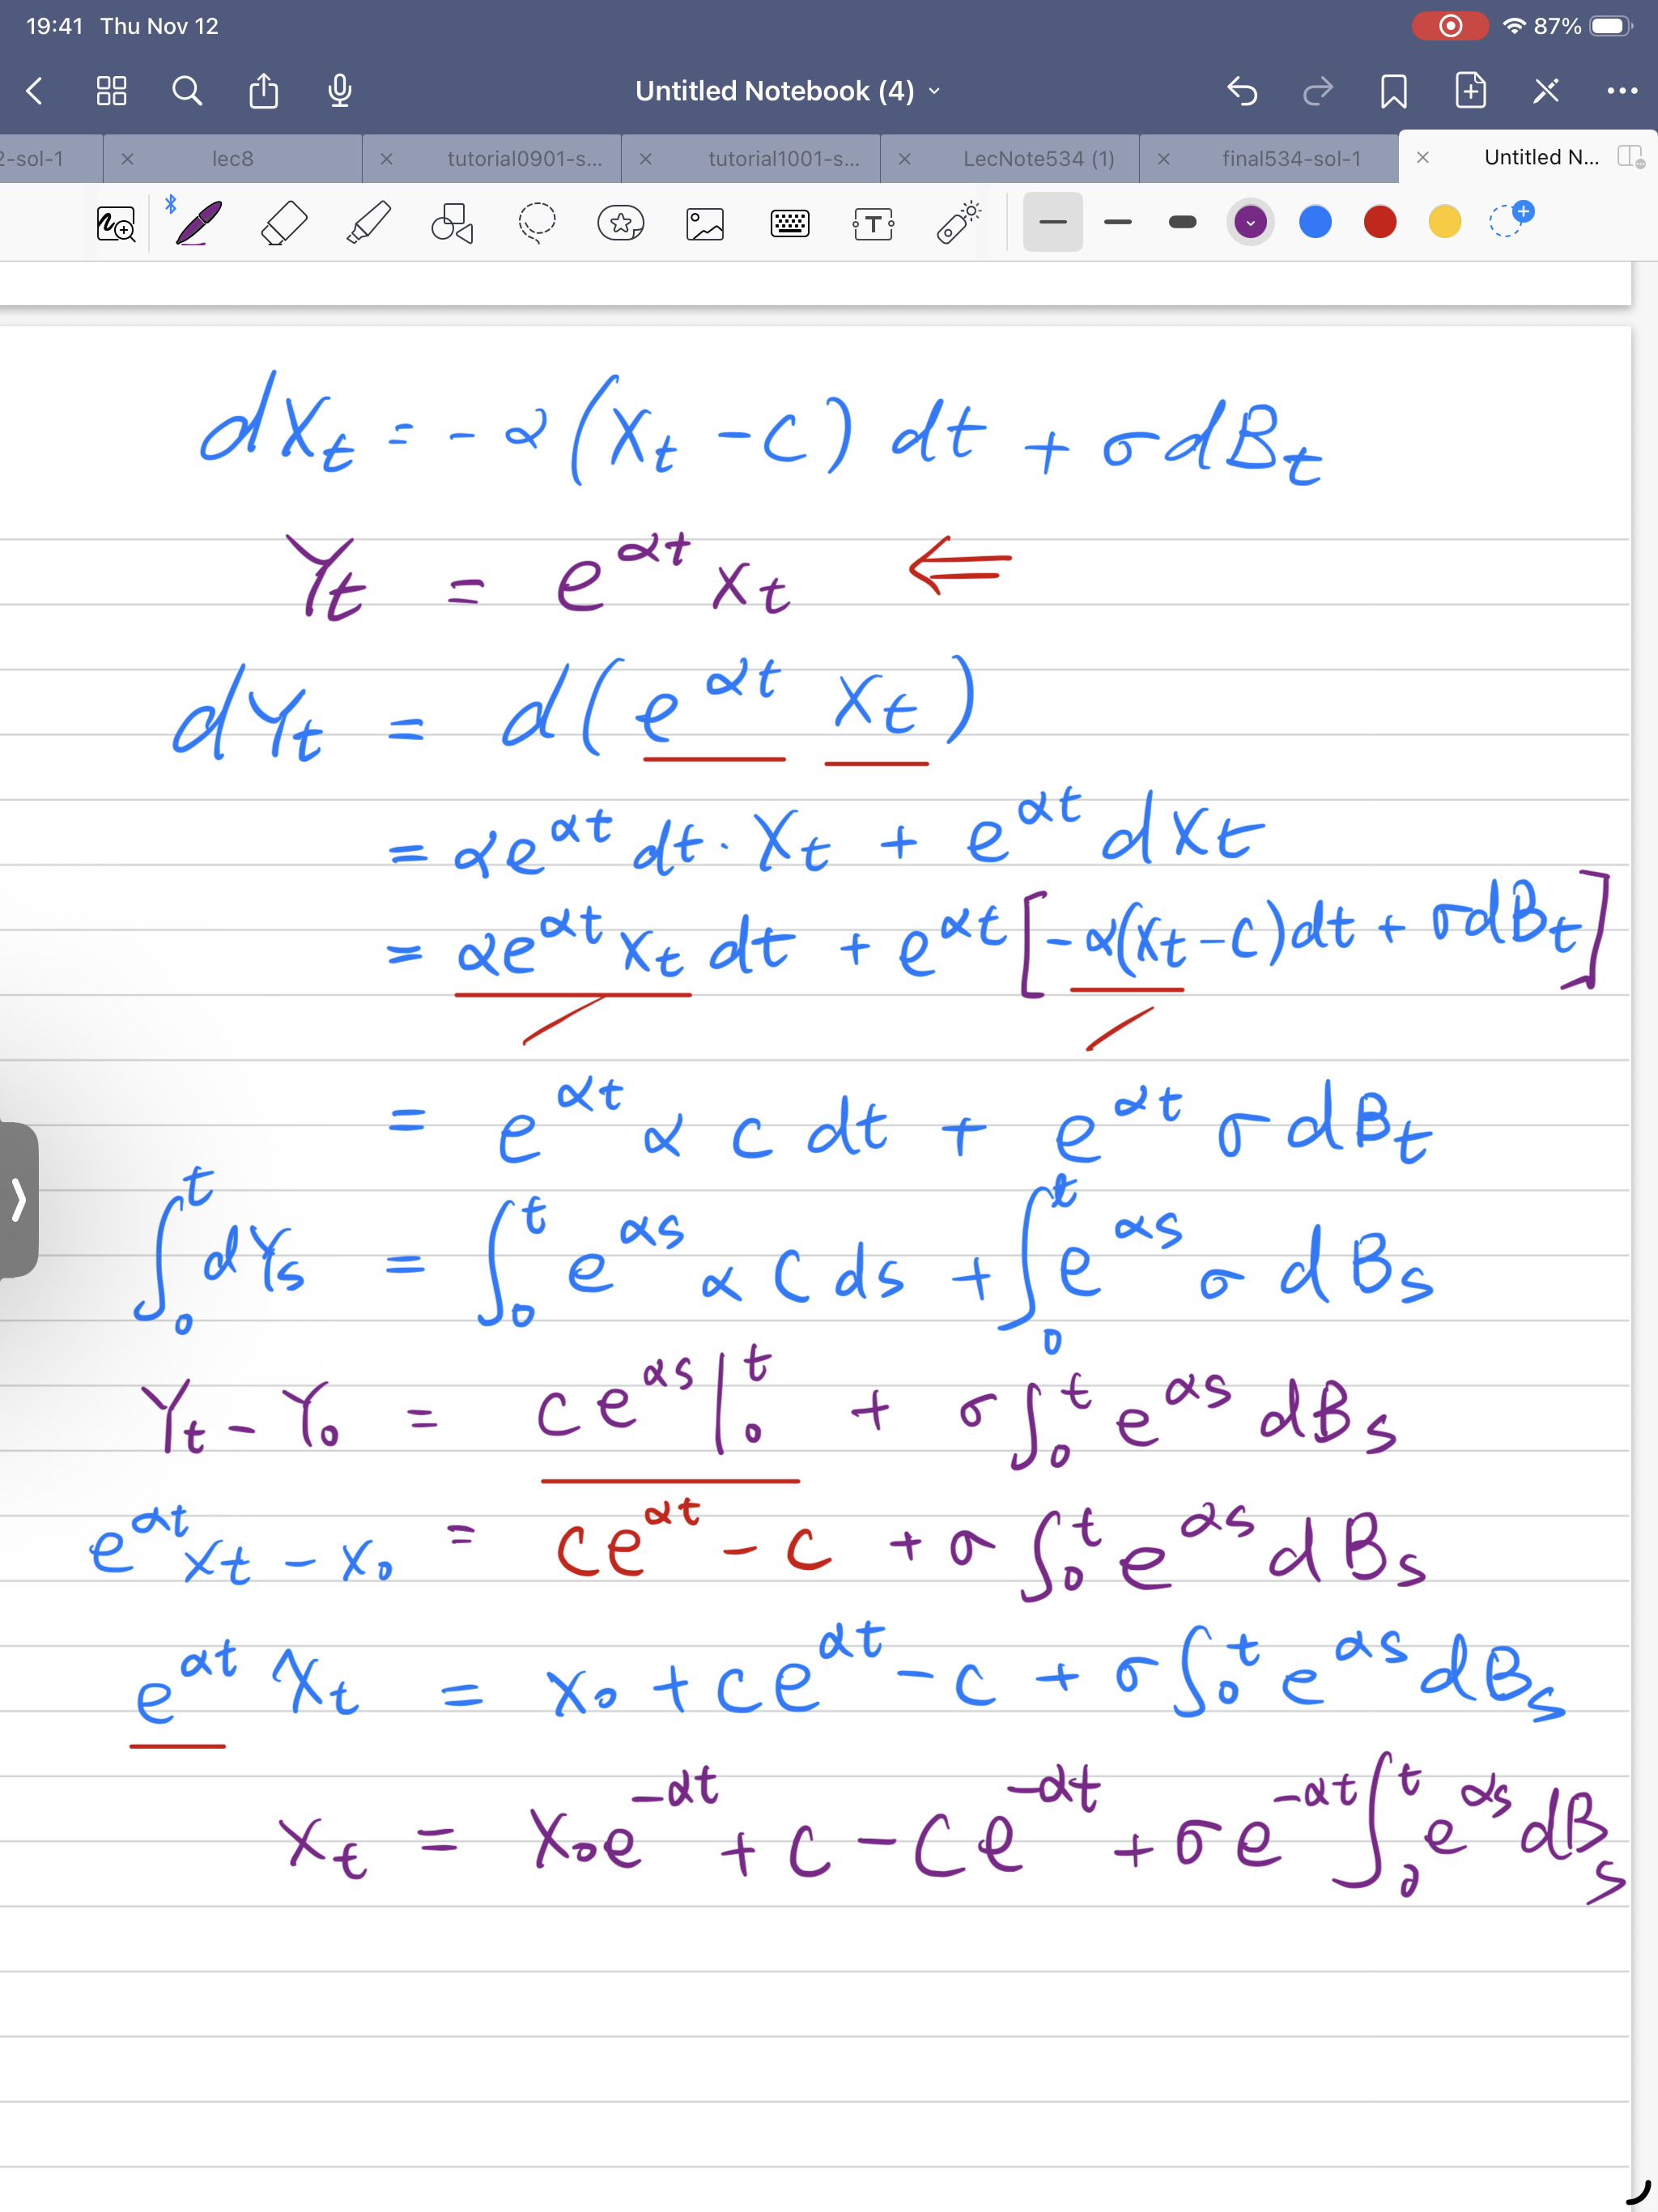 19:41 Thu Nov 12 87%
Untitled Notebook (4)
2-sol-1 lec8 tutorial0901-s... tutorial1001-s... LecNote534 (1) final534-sol-1 Untitled N...
dX_t = -α(X_t - c) dt + σdB_t
Y_t = e^{αt} X_t ⇐
dY_t = d(e^{αt} X_t)
= αe^{αt} dt · X_t + e^{αt} dX_t
= αe^{αt} X_t dt + e^{αt} [-α(X_t - c)dt + σdB_t]
= e^{αt} α c dt + e^{αt} σ dB_t
∫_0^t dY_s = ∫_0^t e^{αs} α c ds + ∫_0^t e^{αs} σ dB_s
Y_t - Y_0 = c e^{αs} |_0^t + σ ∫_0^t e^{αs} dB_s
e^{αt} X_t - X_0 = ce^{αt} - c + σ ∫_0^t e^{αs} dB_s
e^{αt} X_t = X_0 + ce^{αt} - c + σ ∫_0^t e^{αs} dB_s
X_t = X_0 e^{-αt} + c - ce^{-αt} + σe^{-αt} ∫_0^t e^{αs} dB_s